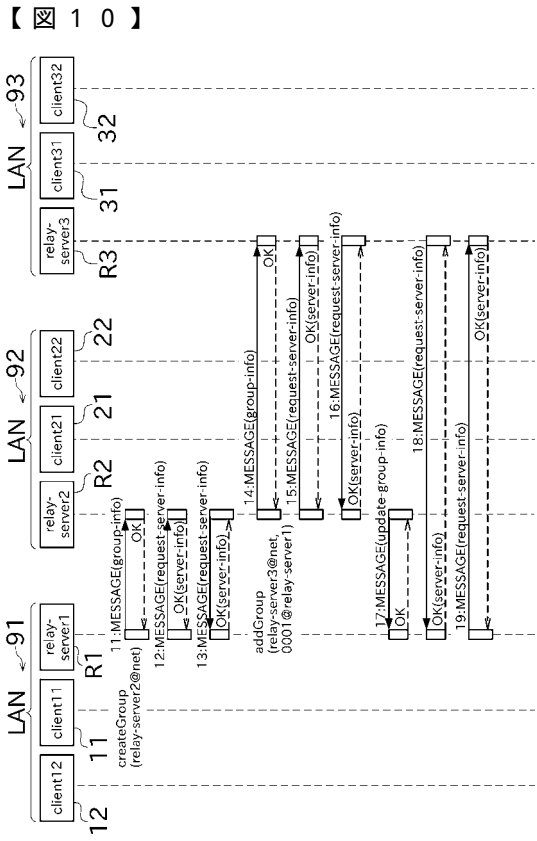 【図10】
LAN
91
LAN
92
LAN
93
client12
client11
relay-
server1
relay-
server2
client21
client22
relay-
server3
client31
client32
12
11
R1
R2
21
22
R3
31
32
createGroup
(relay-server2@net)
11:MESSAGE(group-info)
OK
12:MESSAGE(request-server-info)
OK(server-info)
13:MESSAGE(request-server-info)
OK(server-info)
addGroup
(relay-server3@net,
0001@relay-server1)
14:MESSAGE(group-info)
OK
15:MESSAGE(request-server-info)
OK(server-info)
16:MESSAGE(request-server-info)
OK(server-info)
17:MESSAGE(update-group-info)
OK
18:MESSAGE(request-server-info)
OK(server-info)
19:MESSAGE(request-server-info)
OK(server-info)